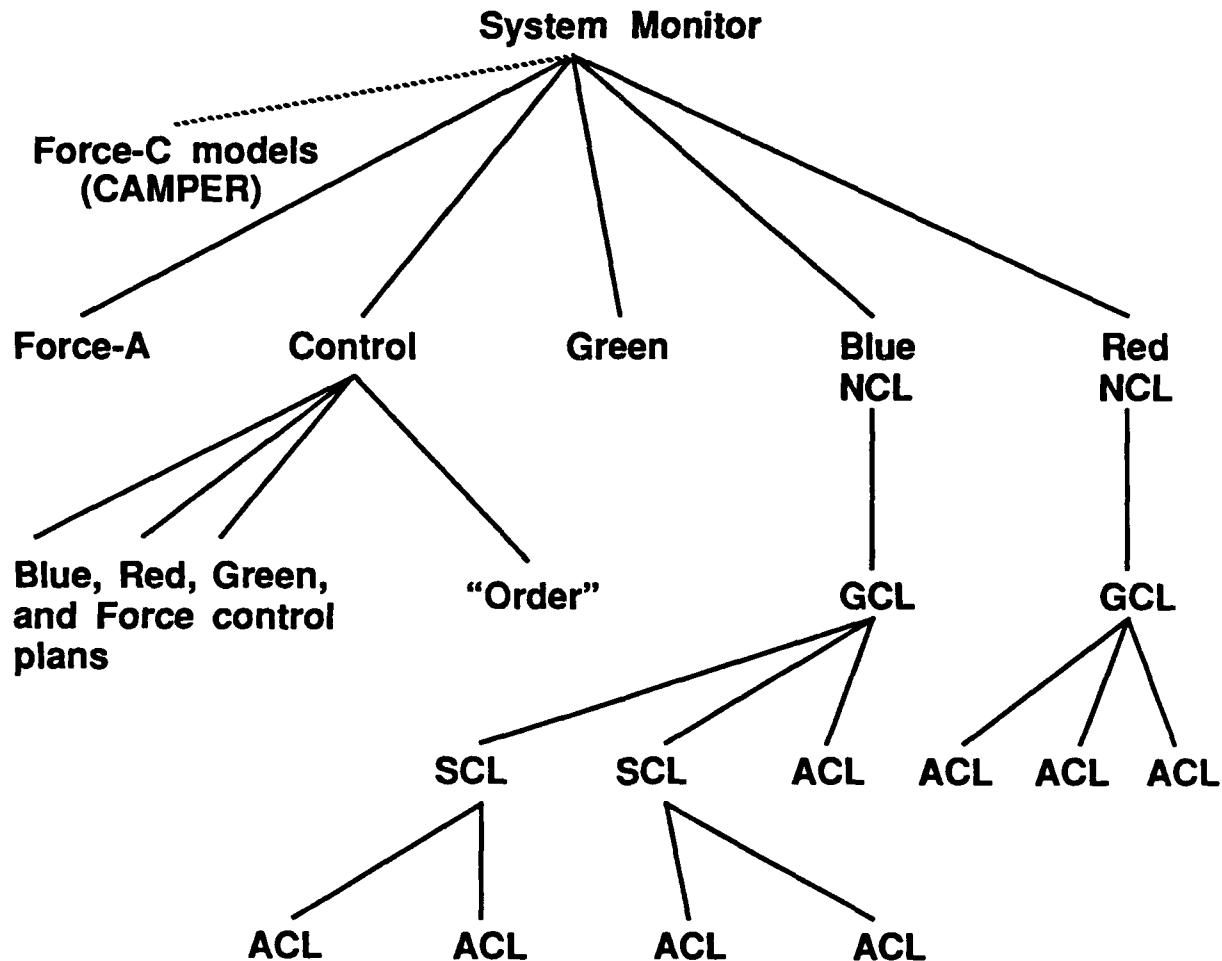 System Monitor
Force-C models
(CAMPER)
Force-A
Control
Green
Blue
NCL
Red
NCL
Blue, Red, Green,
and Force control
plans
“Order”
GCL
GCL
SCL
SCL
ACL
ACL
ACL
ACL
ACL
ACL
ACL
ACL